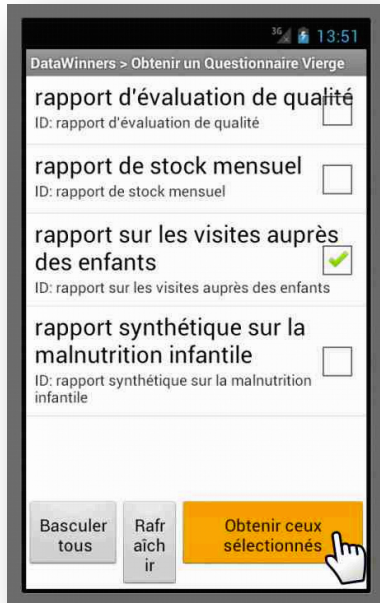 3G 13:51
DataWinners > Obtenir un Questionnaire Vierge
rapport d'évaluation de qualité
ID: rapport d'évaluation de qualité
rapport de stock mensuel
ID: rapport de stock mensuel
rapport sur les visites auprès
des enfants
ID: rapport sur les visites auprès des enfants
rapport synthétique sur la
malnutrition infantile
ID: rapport synthétique sur la malnutrition
infantile
Basculer
tous
Rafr
aîch
ir
Obtenir ceux
sélectionnés